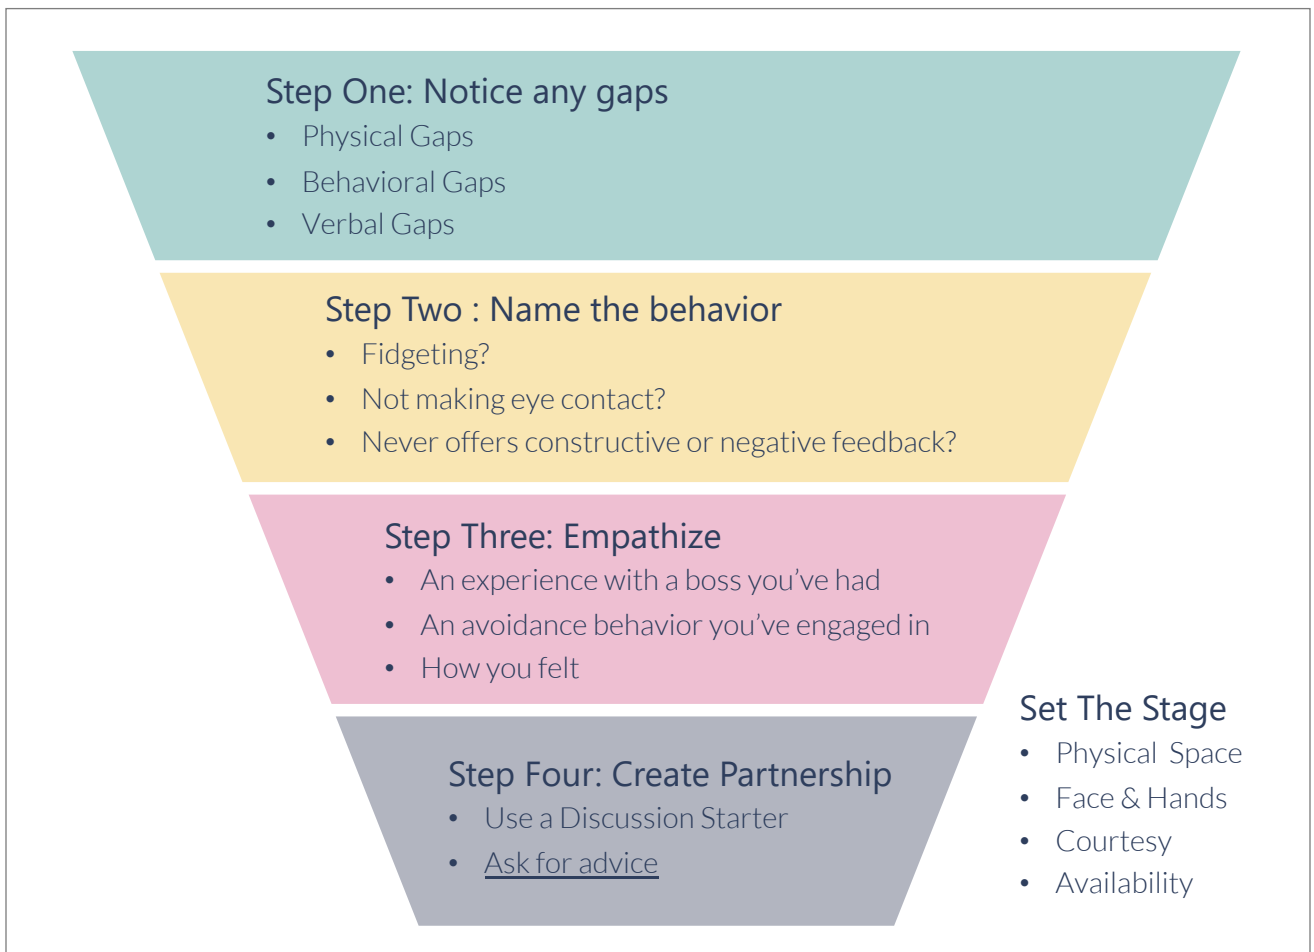 Step One: Notice any gaps
• Physical Gaps
• Behavioral Gaps
• Verbal Gaps
Step Two : Name the behavior
• Fidgeting?
• Not making eye contact?
• Never offers constructive or negative feedback?
Step Three: Empathize
• An experience with a boss you’ve had
• An avoidance behavior you’ve engaged in
• How you felt
Step Four: Create Partnership
• Use a Discussion Starter
• Ask for advice
Set The Stage
• Physical Space
• Face & Hands
• Courtesy
• Availability